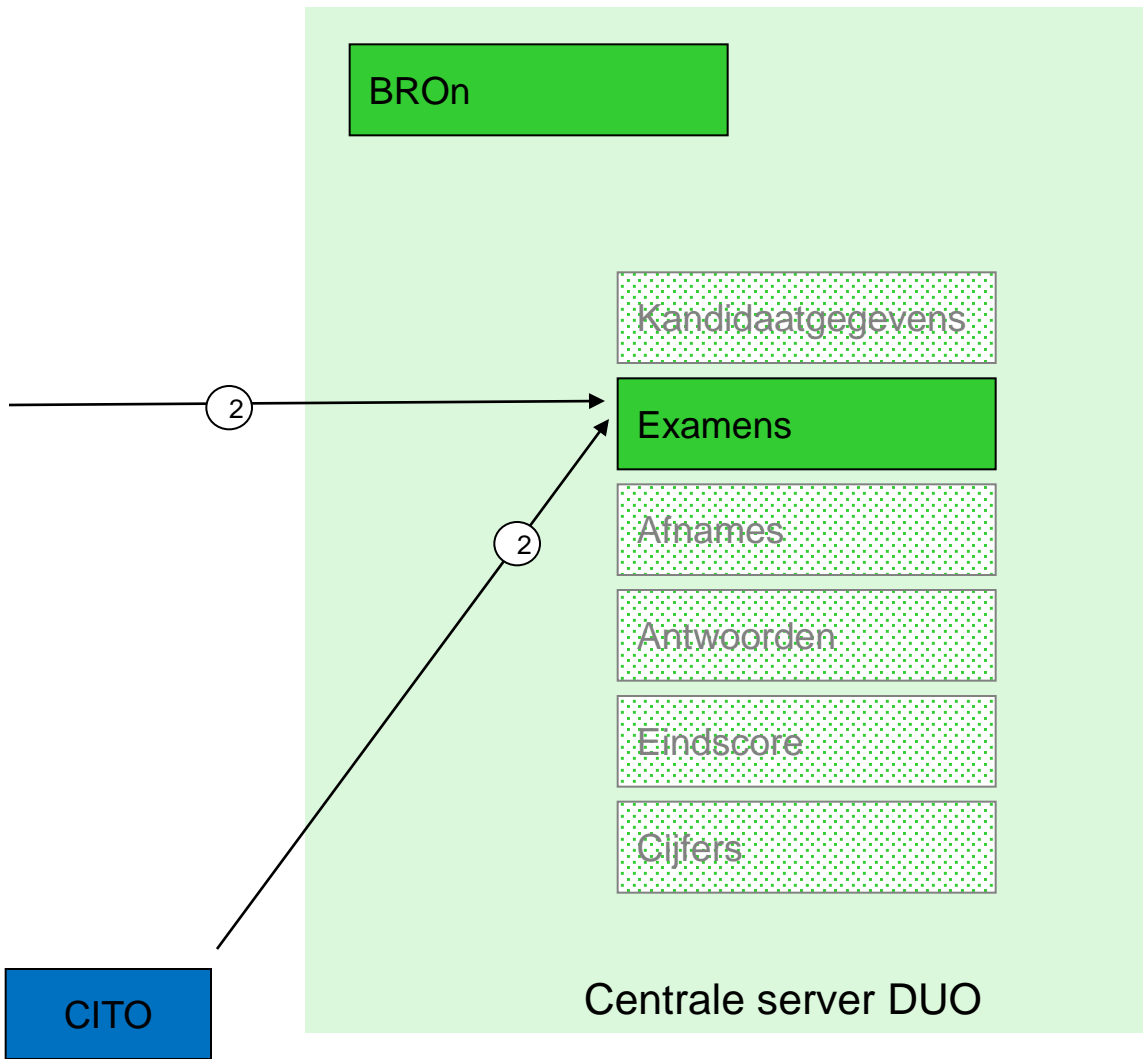 BROn
Kandidaatgegevens
2
Examens
Afnames
2
Antwoorden
Eindscore
Cijfers
Centrale server DUO
CITO